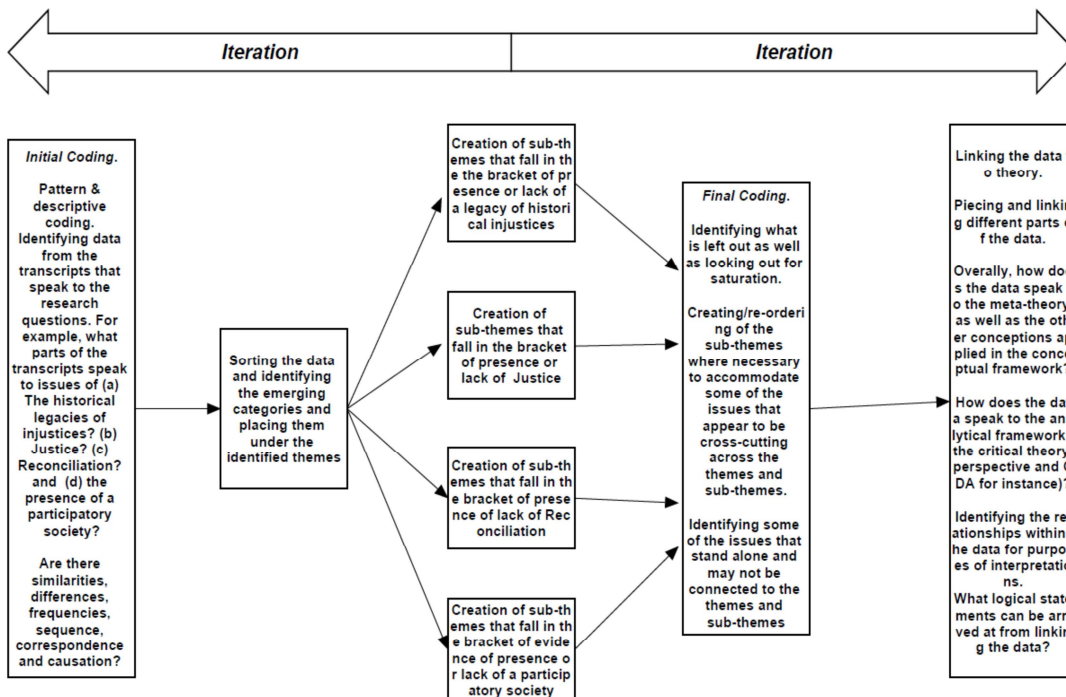 Iteration
Iteration
Initial Coding.
Pattern &
descriptive
coding.
Identifying data
from the
transcripts that
speak to the
research
questions. For
example, what
parts of the
transcripts speak
to issues of (a)
The historical
legacies of
injustices? (b)
Justice? (c)
Reconciliation?
and (d) the
presence of a
participatory
society?
Are there
similarities,
differences,
frequencies,
sequence,
correspondence
and causation?
Sorting the data
and identifying
the emerging
categories and
placing them
under the
identified themes
Creation of sub-th
emes that fall in th
e the bracket of pr
esence or lack of
a legacy of histori
cal injustices
Creation of
sub-themes that
fall in the bracket
of presence or
lack of Justice
Creation of sub-th
emes that fall in th
e bracket of prese
nce of lack of Rec
onciliation
Creation of sub-th
emes that fall in th
e bracket of evide
nce of presence o
r lack of a particip
atory society
Final Coding.
Identifying what
is left out as well
as looking out for
saturation.
Creating/re-orderi
ng of the
sub-themes
where necessary
to accommodate
some of the
issues that
appear to be
cross-cutting
across the
themes and
sub-themes.
Identifying some
of the issues that
stand alone and
may not be
connected to the
themes and
sub-themes
Linking the data
o theory.
Piecing and linkin
g different parts
f the data.
Overally, how doe
s the data speak
o the meta-theory
as well as the oth
er conceptions ap
plied in the conce
ptual framework?
How does the da
a speak to the an
lytical framework
the critical theory
perspective and
DA for instance)?
Identifying the re
ationships within
he data for purpo
es of interpretatio
ns.
What logical state
ments can be arr
ved at from linkin
g the data?